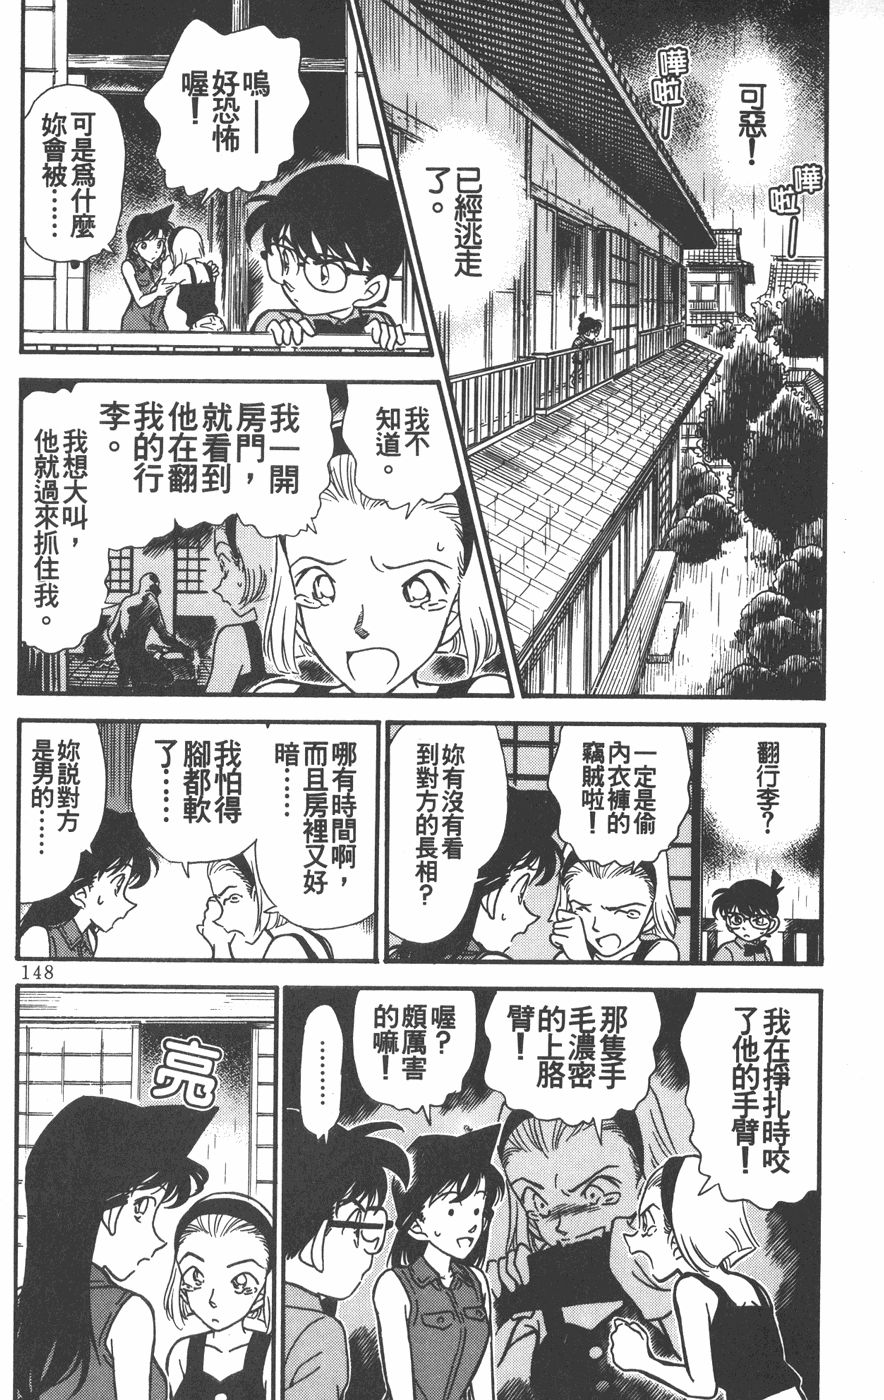 可惡！
嘩
啦
｜
嘩
啦
｜
已經逃走
了。
嗚—
好恐怖
喔！
可是爲什麼
妳會被……
我不
知道。
我一開
房門，
就看到
他在翻
我的行
李。
我想大叫，
他就過來抓住我。
翻行李？
一定是偷
內衣褲的
竊賊啦！
妳有沒有看
到對方的長相？
哪有時間啊，
而且房裡又好
暗……
我怕得
腳都軟
了……
妳說對方
是男的……
148
我在掙扎時咬
了他的手臂！
那隻手
毛濃密
的上胳
臂！
喔？
頗厲害
的嘛！
………
亮